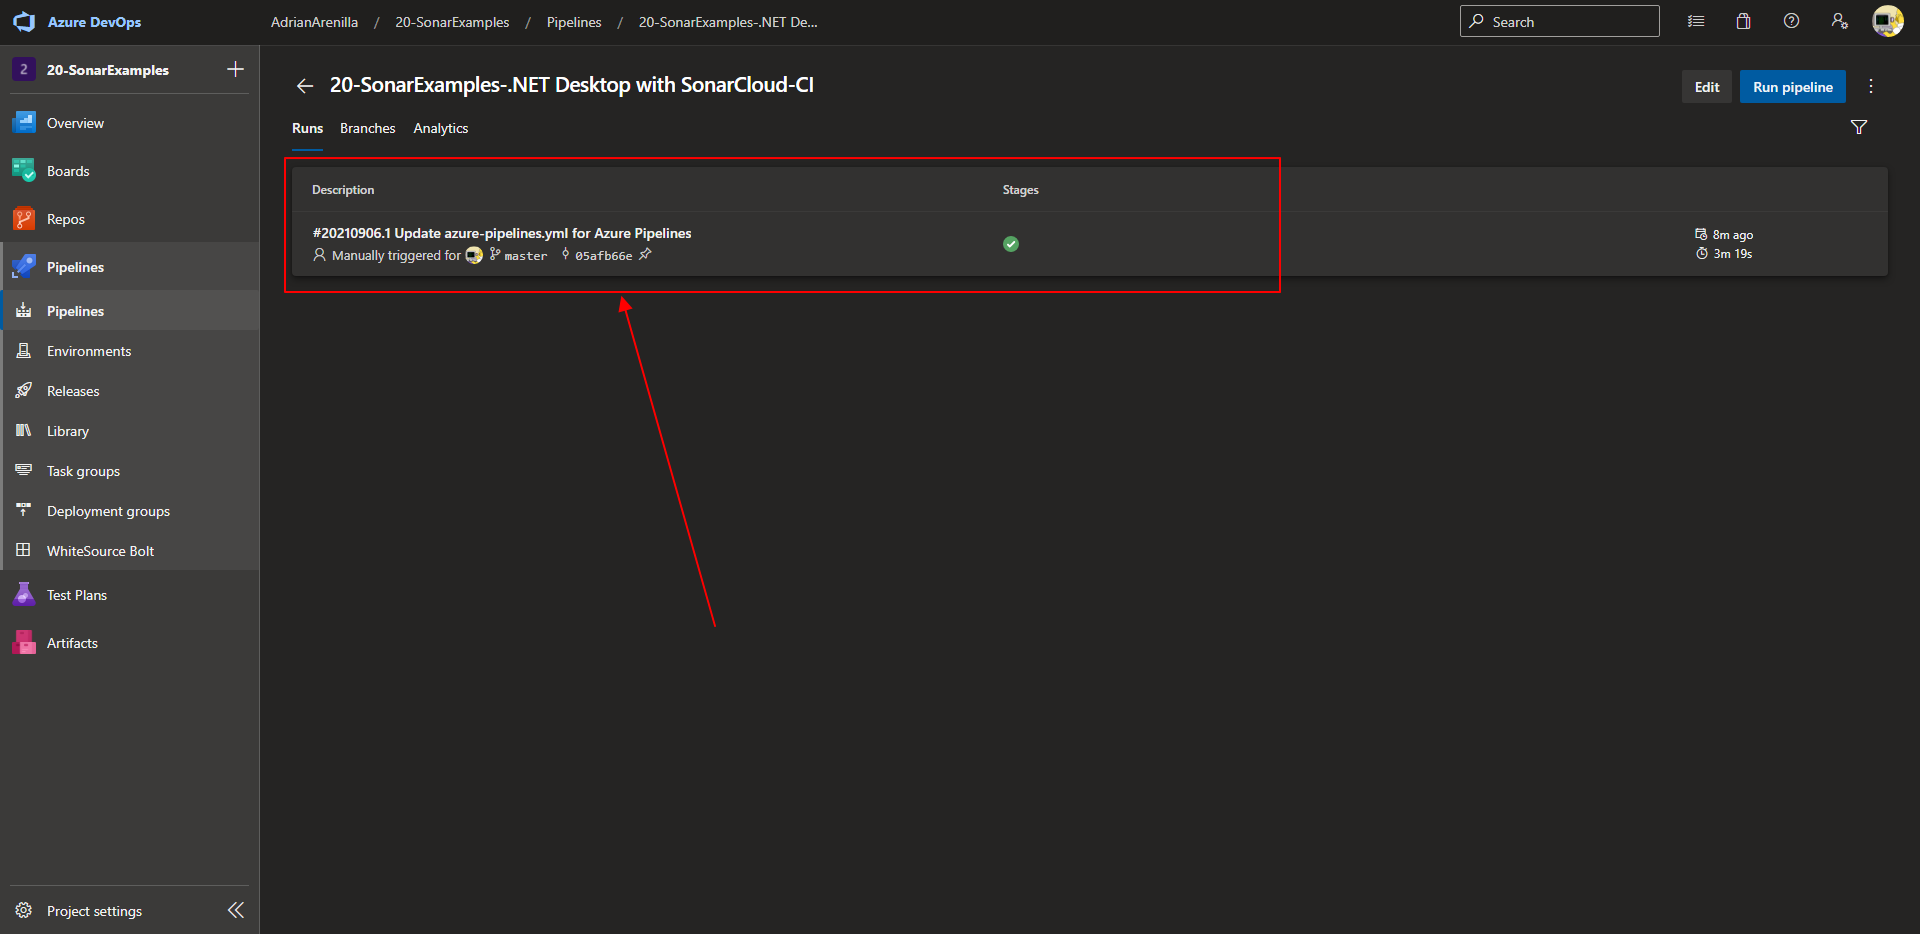 Azure DevOps
AdrianArenilla / 20-SonarExamples / Pipelines / 20-SonarExamples-.NET De...
Search
2 20-SonarExamples
Overview
Boards
Repos
Pipelines
Pipelines
Environments
Releases
Library
Task groups
Deployment groups
WhiteSource Bolt
Test Plans
Artifacts
Project settings
20-SonarExamples-.NET Desktop with SonarCloud-CI
Edit
Run pipeline
Runs Branches Analytics
Description Stages
#20210906.1 Update azure-pipelines.yml for Azure Pipelines
Manually triggered for master 05afb66e
8m ago
3m 19s